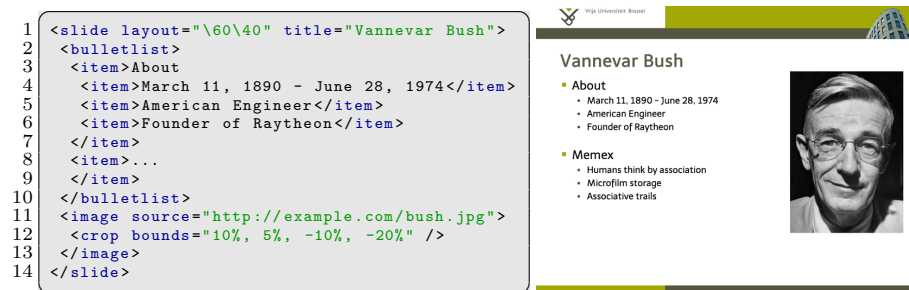 1 <slide layout="\60\40" title="Vannevar Bush">
2 <bulletlist>
3 <item>About
4 <item>March 11, 1890 - June 28, 1974</item>
5 <item>American Engineer</item>
6 <item>Founder of Raytheon</item>
7 </item>
8 <item>...
9 </item>
10 </bulletlist>
11 <image source="http://example.com/bush.jpg">
12 <crop bounds="10%, 5%, -10%, -20%" />
13 </image>
14 </slide>
Vrije Universiteit Brussel
Vannevar Bush
▪ About
▪ March 11, 1890 – June 28, 1974
▪ American Engineer
▪ Founder of Raytheon
▪ Memex
▪ Humans think by association
▪ Microfilm storage
▪ Associative trails